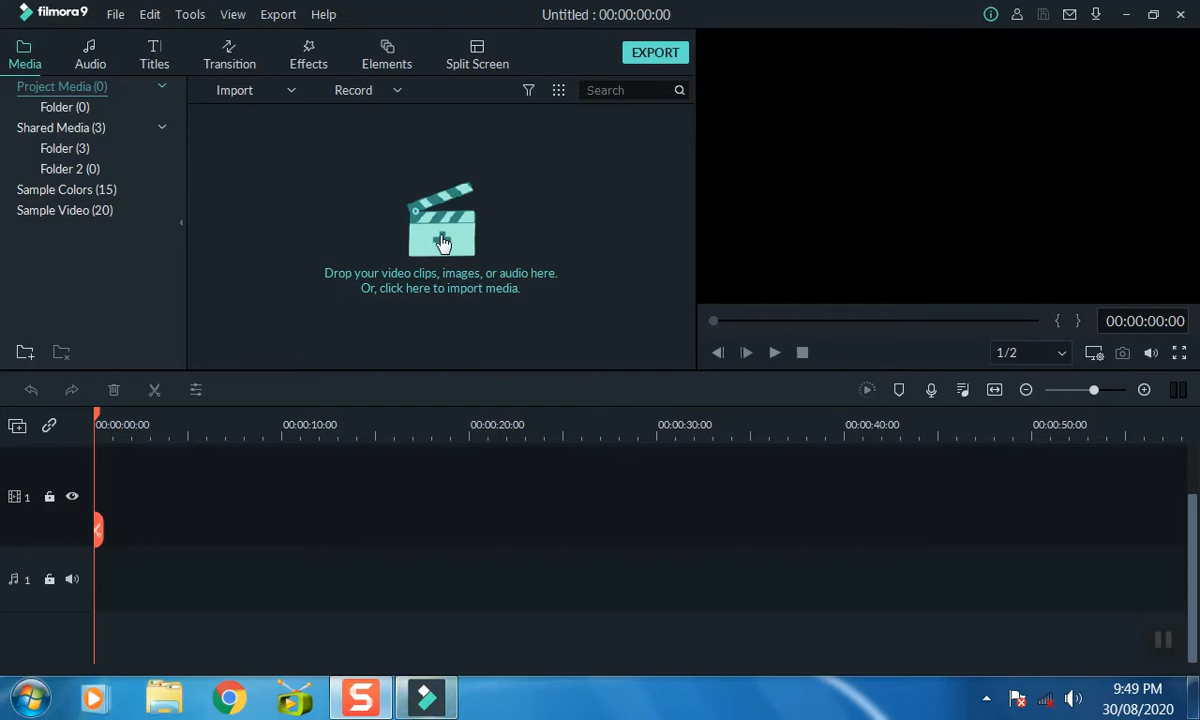 filmora9
File Edit Tools View Export Help
Untitled : 00:00:00:00
Media Audio Titles Transition Effects Elements Split Screen
EXPORT
Project Media (0)
Folder (0)
Shared Media (3)
Folder (3)
Folder 2 (0)
Sample Colors (15)
Sample Video (20)
Import Record Search
Drop your video clips, images, or audio here.
Or, click here to import media.
{ } 00:00:00:00
1/2
00:00:00:00 00:00:10:00 00:00:20:00 00:00:30:00 00:00:40:00 00:00:50:00
1
1
S
9:49 PM
30/08/2020